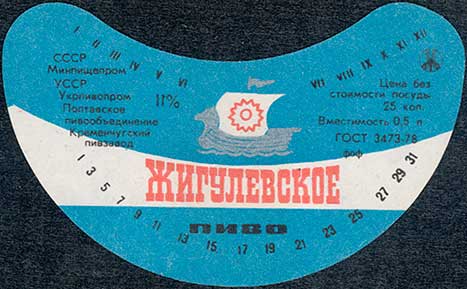 I II III IV V VI
VII VIII IX X XI XII
СССР
Минпищепром
УССР
Укрпивопром
Полтавское
пивообъединение
Кременчугский
пивзавод
11%
Цена без
стоимости посуды
25 коп.
Вместимость 0,5 л
ГОСТ 3473-78
ЖИГУЛЕВСКОЕ
ПИВО
1 3 5 7 9 11 13 15 17 19 21 23 25 27 29 31